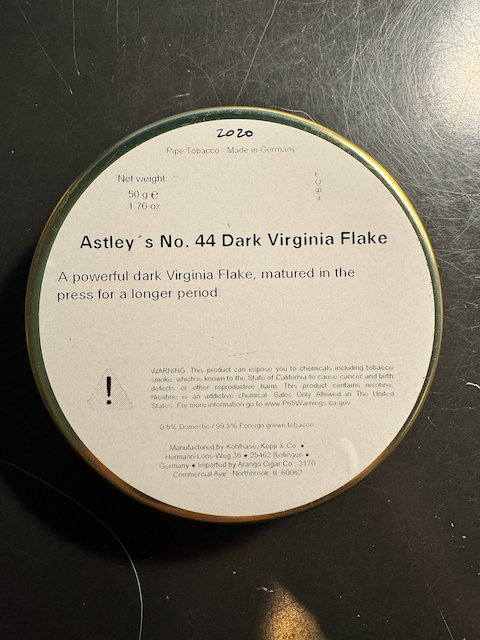 2020
Pipe Tobacco · Made in Germany
Net weight:
50 g e
1.76 oz
Astley´s No. 44 Dark Virginia Flake
A powerful dark Virginia Flake, matured in the
press for a longer period.
!
WARNING: This product can expose you to chemicals including tobacco
smoke, which is known to the State of California to cause cancer and birth
defects or other reproductive harm. This product contains nicotine.
Nicotine is an addictive chemical. Sales Only Allowed in The United
States. For more information go to www.P65Warnings.ca.gov
0.5% Domestic / 99.5% Foreign grown tobacco
Manufactured by Kohlhase, Kopp & Co. ♦
Hermann-Löns-Weg 36 ♦ 25462 Rellingen ♦
Germany ♦ Imported by Arango Cigar Co., 3170
Commercial Ave., Northbrook, IL 60062